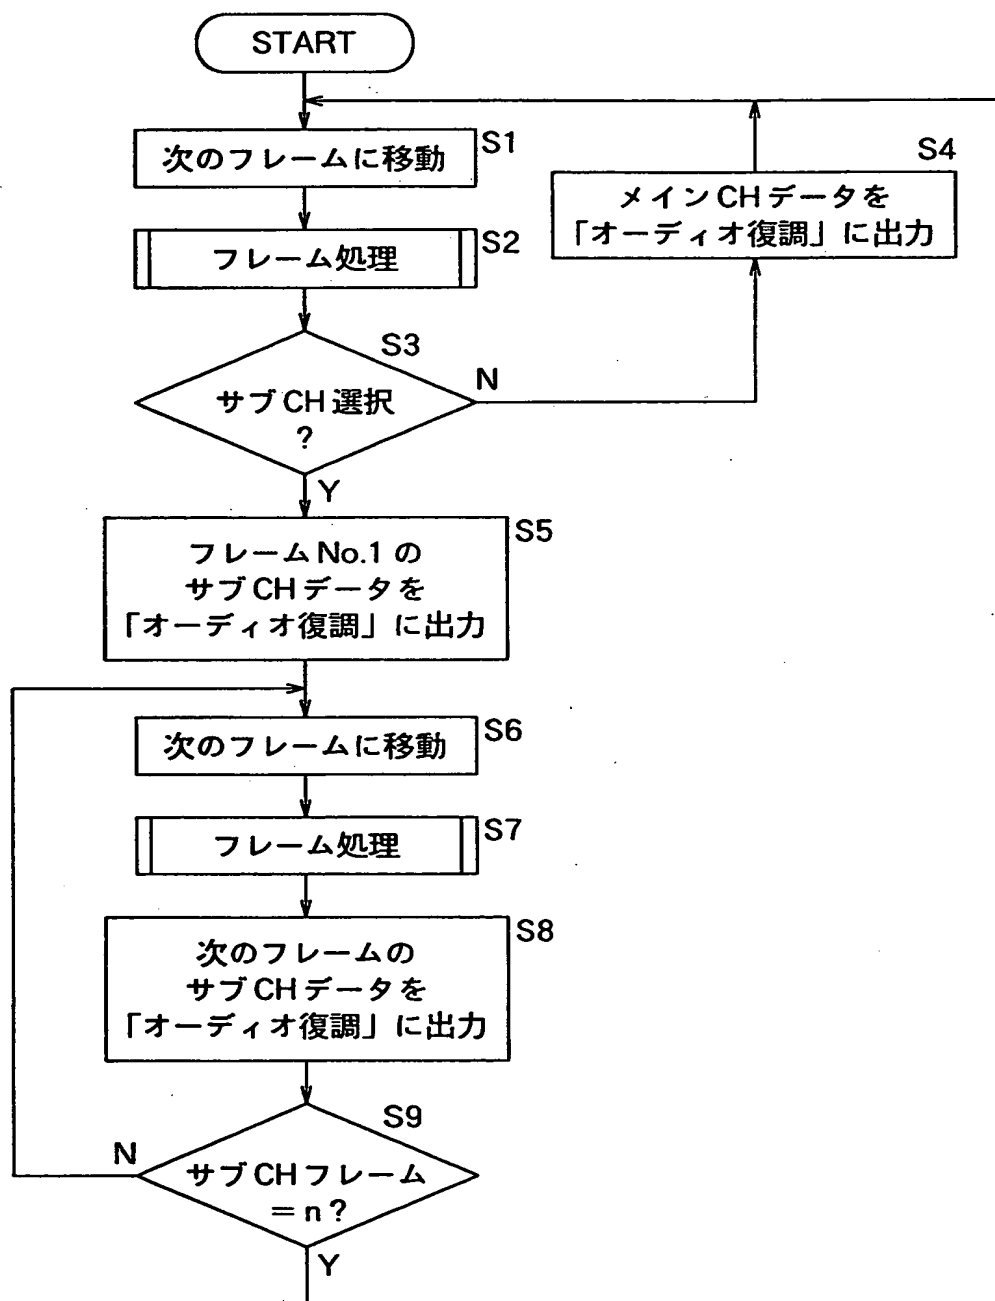 START
次のフレームに移動
S1
フレーム処理
S2
サブCH選択
?
S3
N
Y
メインCHデータを
「オーディオ復調」に出力
S4
フレームNo.1の
サブCHデータを
「オーディオ復調」に出力
S5
次のフレームに移動
S6
フレーム処理
S7
次のフレームの
サブCHデータを
「オーディオ復調」に出力
S8
サブCHフレーム
=n?
S9
N
Y